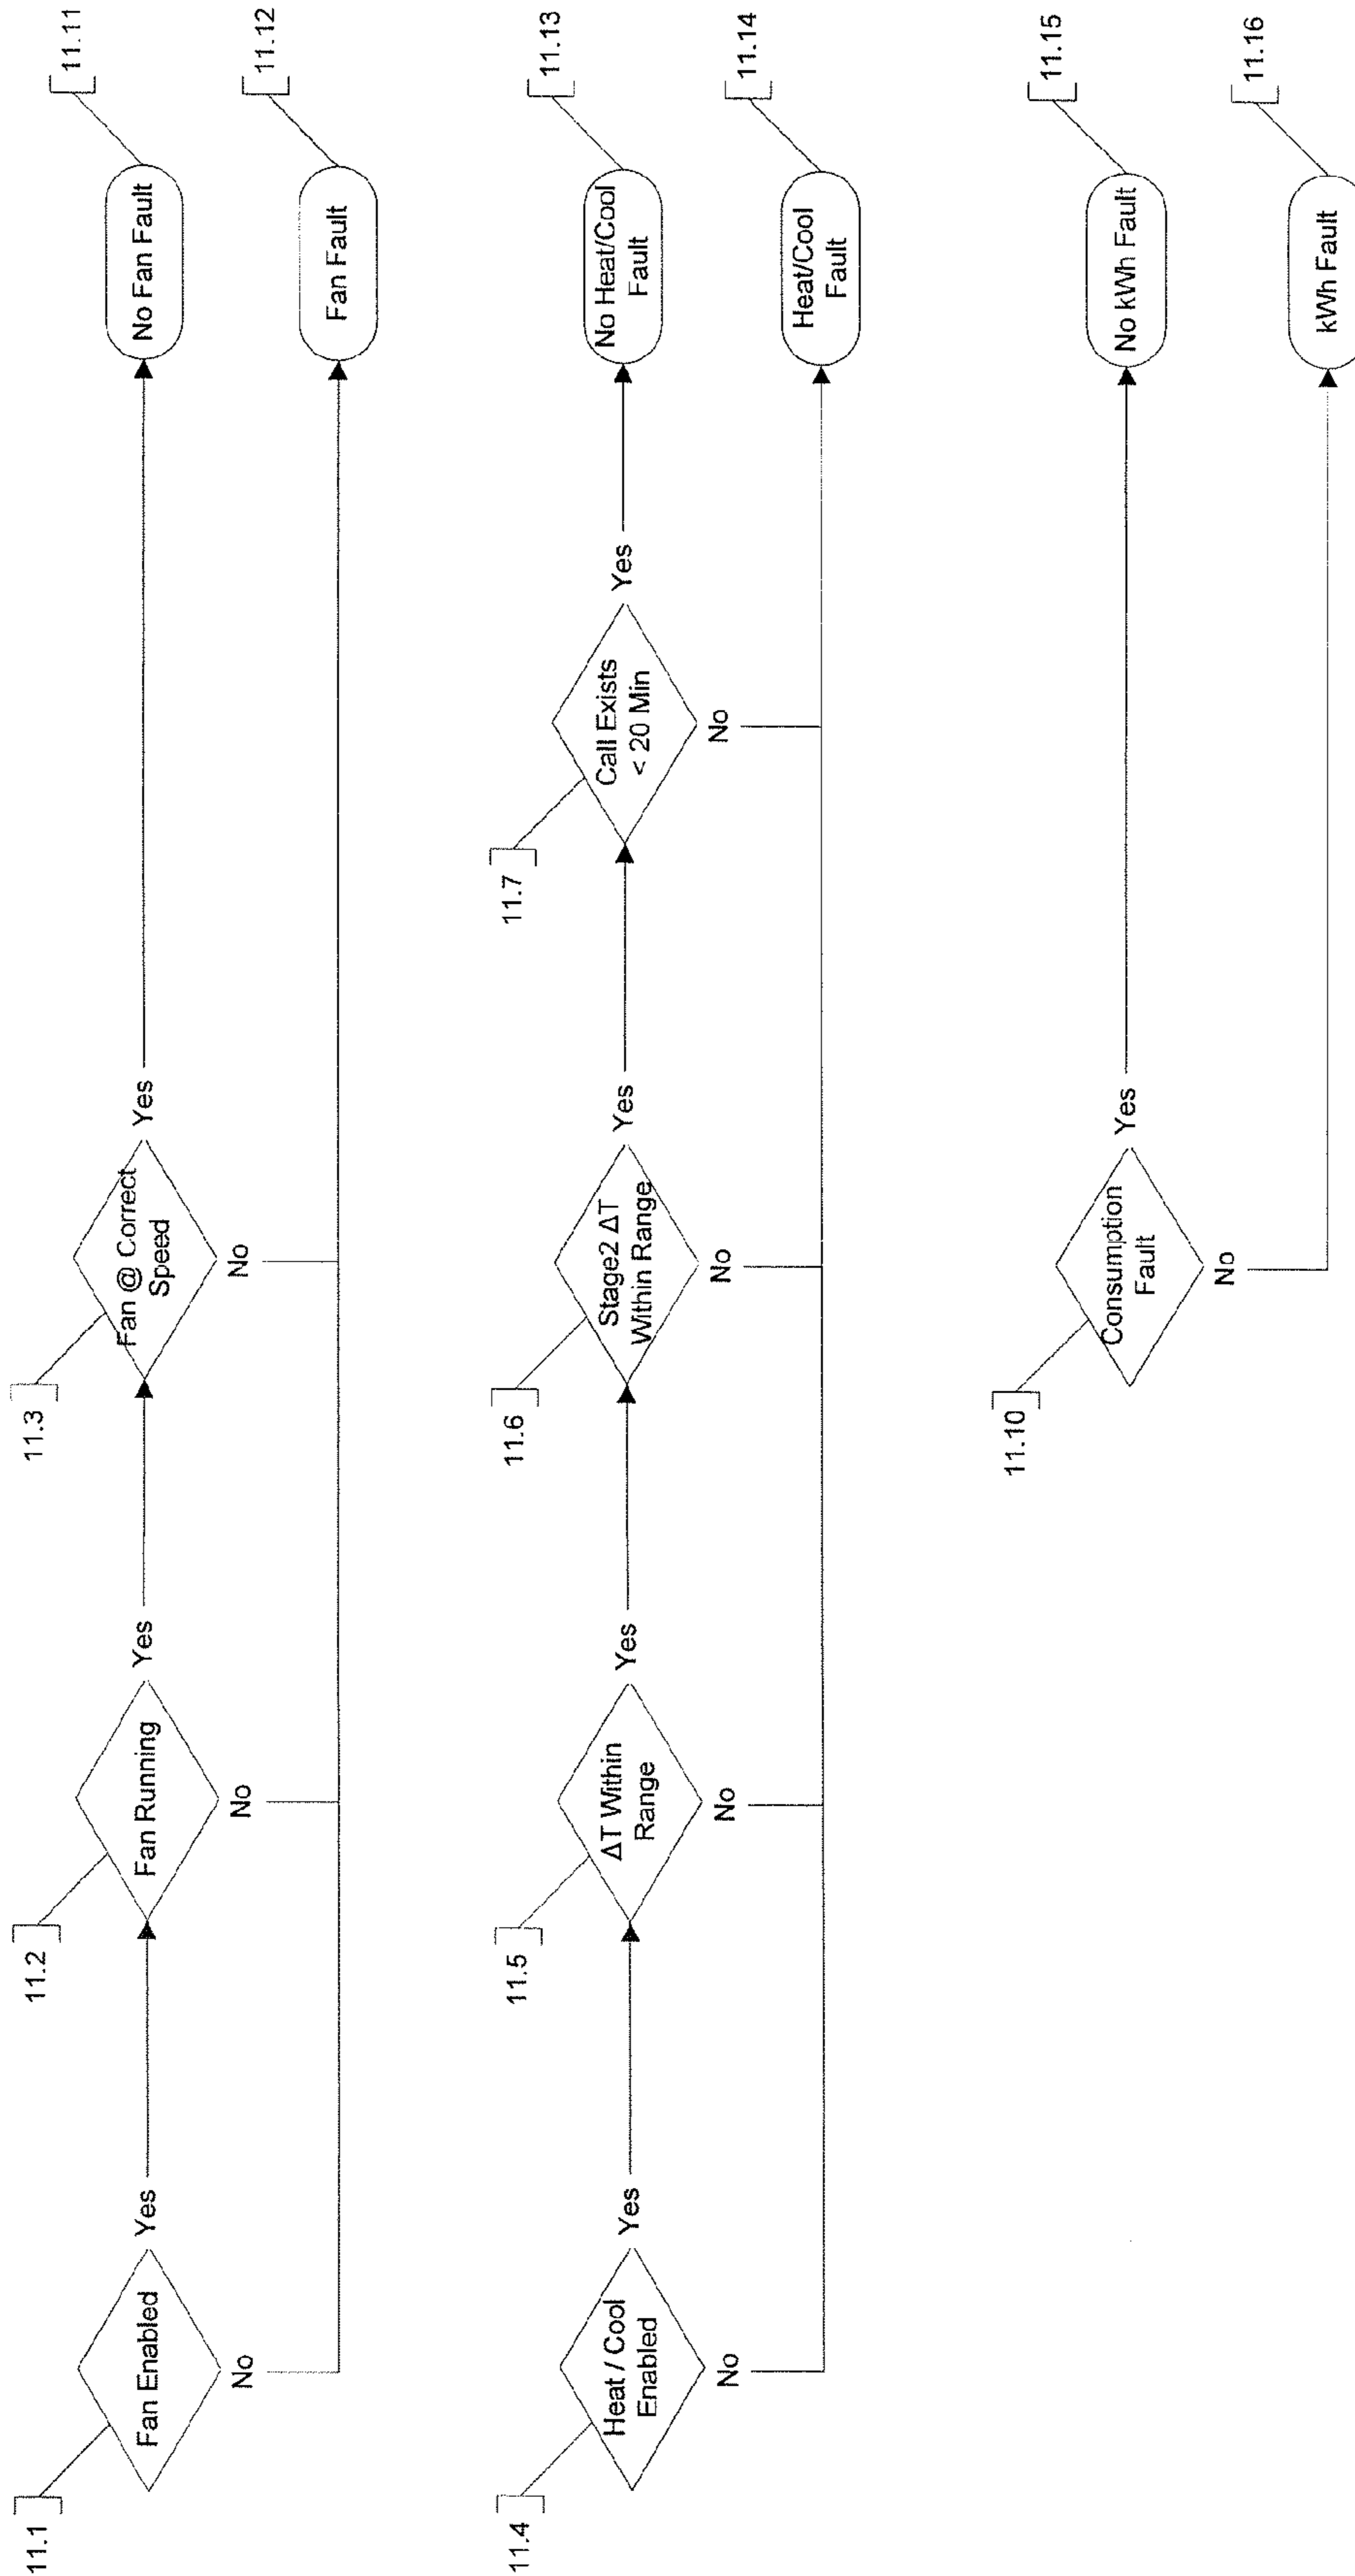 11.1
Fan Enabled
Yes
No
11.2
Fan Running
Yes
No
11.3
Fan @ Correct
Speed
Yes
No
No Fan Fault
11.11
Fan Fault
11.12
11.4
Heat / Cool
Enabled
Yes
No
11.5
ΔT Within
Range
Yes
No
11.6
Stage2 ΔT
Within Range
Yes
No
11.7
Call Exists
< 20 Min
Yes
No
No Heat/Cool
Fault
11.13
Heat/Cool
Fault
11.14
11.10
Consumption
Fault
Yes
No
No kWh Fault
11.15
kWh Fault
11.16